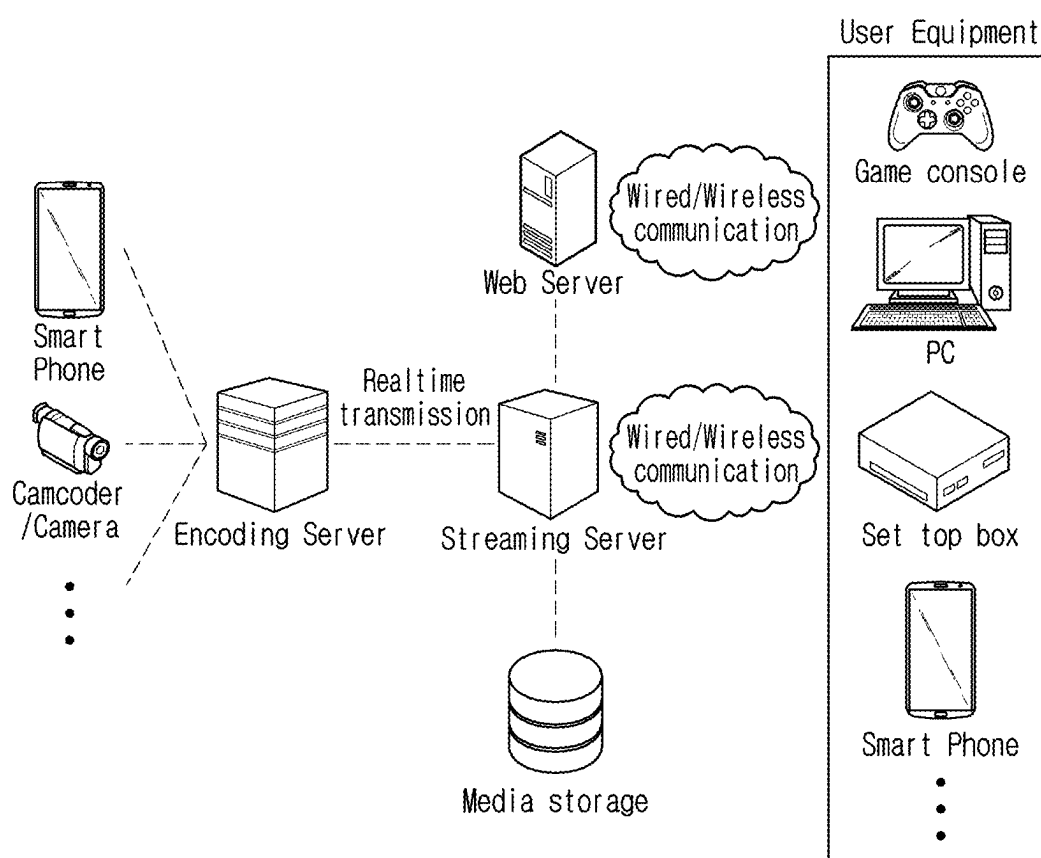 User Equipment
Game console
Wired/Wireless
communication
Web Server
PC
Smart
Phone
Realtime
transmission
Wired/Wireless
communication
Camcoder
/Camera
Encoding Server
Streaming Server
Set top box
Smart Phone
Media storage